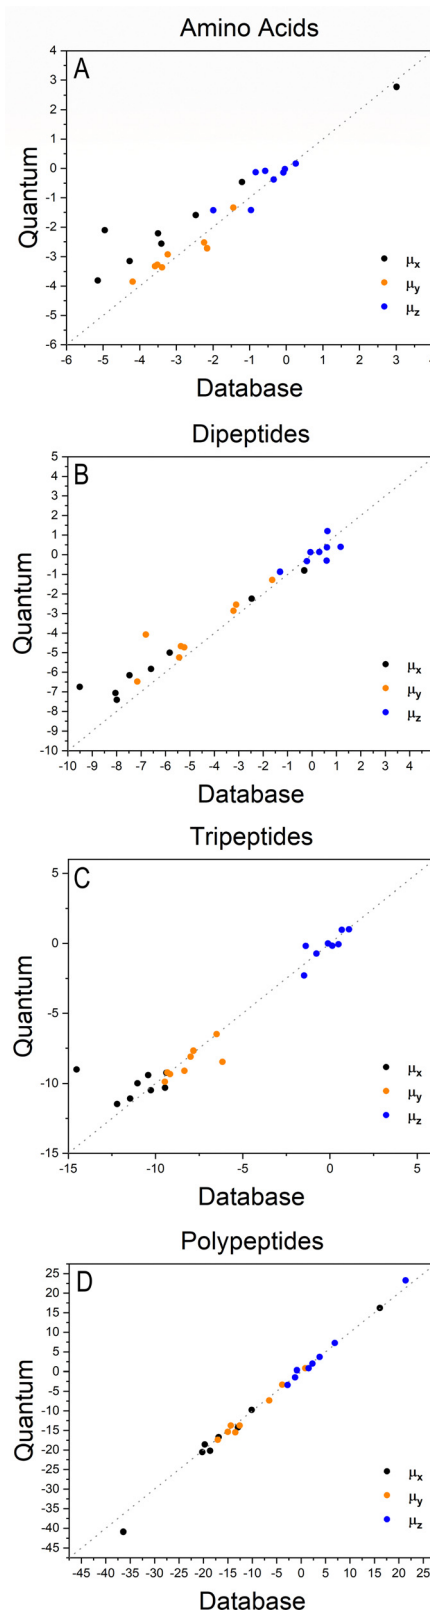 Amino Acids
A
4
3
2
1
0
-1
-2
-3
-4
-5
-6
Quantum
μx
μy
μz
-6 -5 -4 -3 -2 -1 0 1 2 3
Database
Dipeptides
B
5
4
3
2
1
0
-1
-2
-3
-4
-5
-6
-7
-8
-9
-10
Quantum
μx
μy
μz
-10 -9 -8 -7 -6 -5 -4 -3 -2 -1 0 1 2 3 4
Database
Tripeptides
C
5
0
-5
-10
-15
Quantum
μx
μy
μz
-15 -10 -5 0 5
Database
Polypeptides
D
25
20
15
10
5
0
-5
-10
-15
-20
-25
-30
-35
-40
-45
Quantum
μx
μy
μz
-45 -40 -35 -30 -25 -20 -15 -10 -5 0 5 10 15 20 25
Database